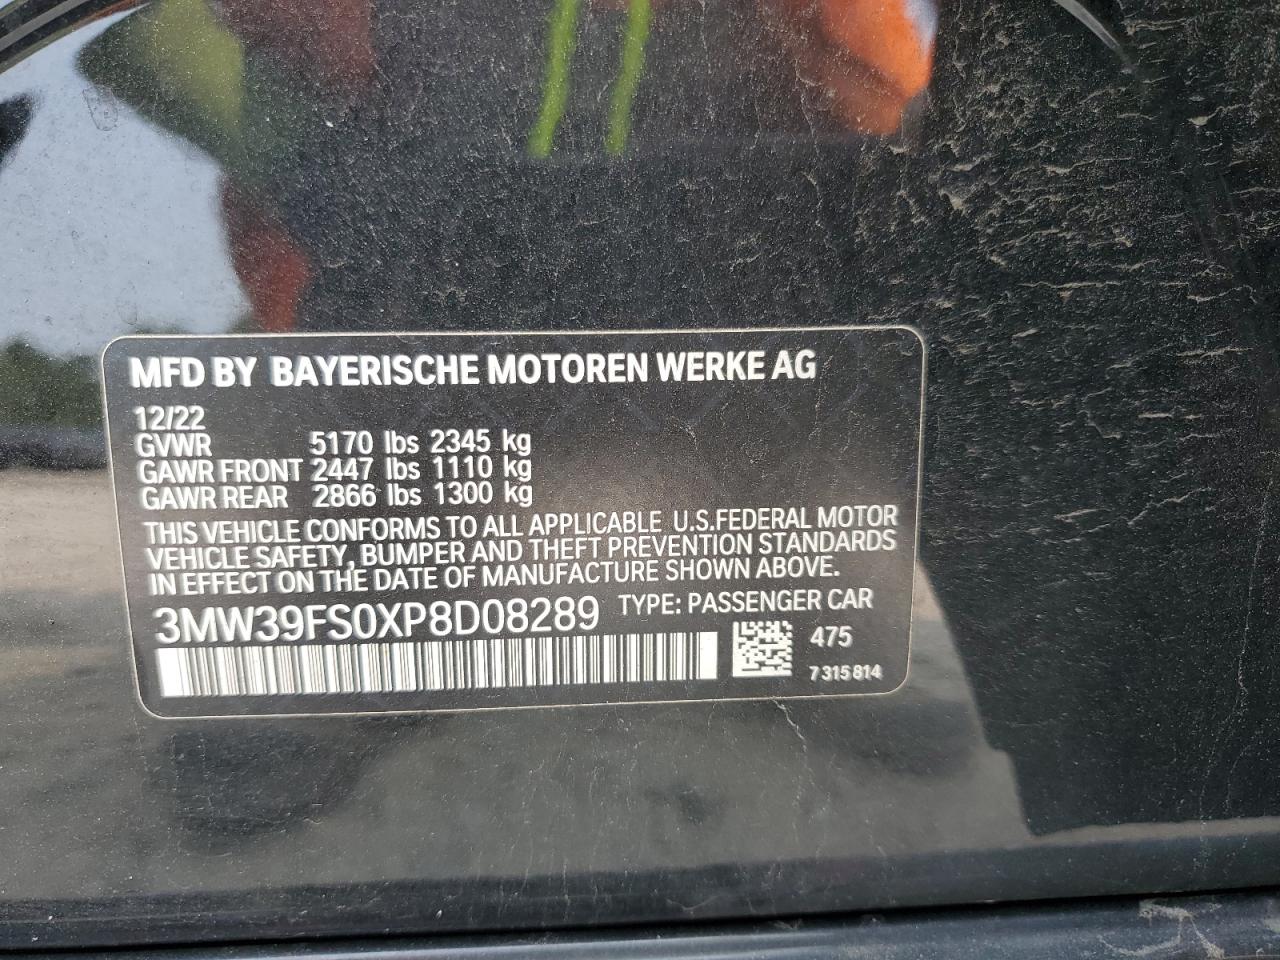 MFD BY BAYERISCHE MOTOREN WERKE AG
12/22
GVWR 5170 lbs 2345 kg
GAWR FRONT 2447 lbs 1110 kg
GAWR REAR 2866 lbs 1300 kg
THIS VEHICLE CONFORMS TO ALL APPLICABLE U.S.FEDERAL MOTOR
VEHICLE SAFETY, BUMPER AND THEFT PREVENTION STANDARDS
IN EFFECT ON THE DATE OF MANUFACTURE SHOWN ABOVE.
3MW39FS0XP8D08289 TYPE: PASSENGER CAR
475
7 315 814